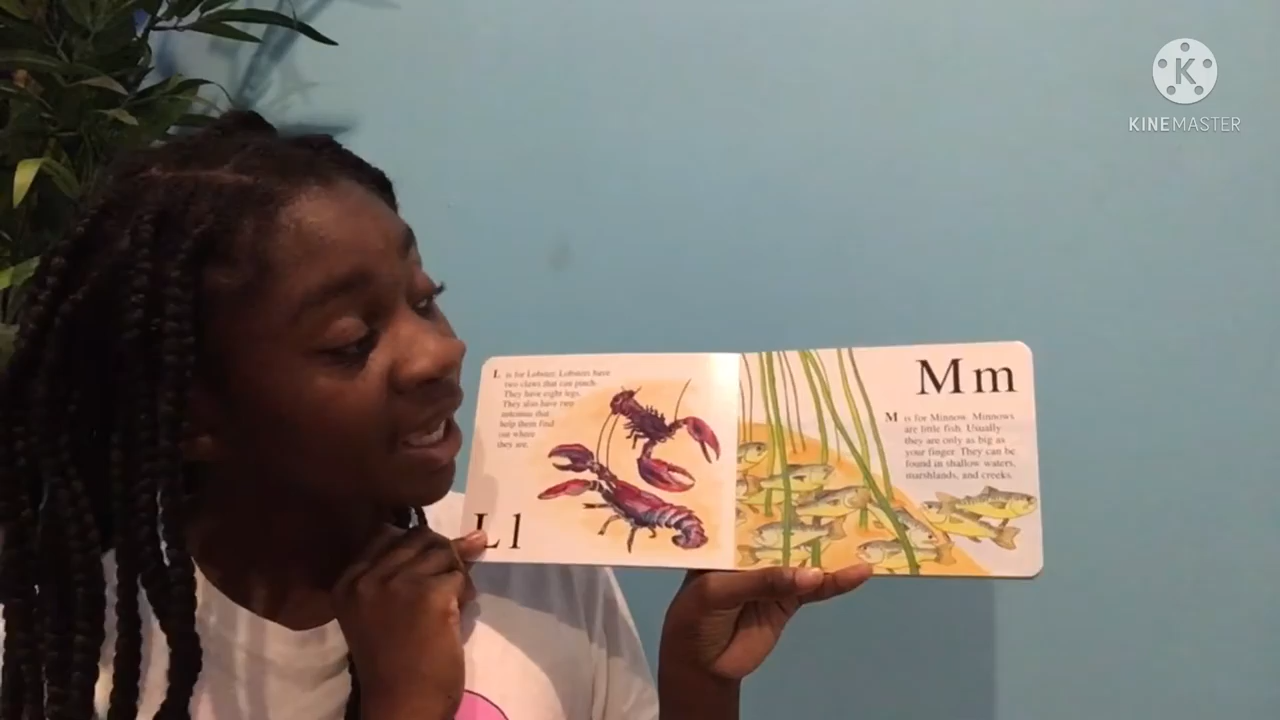 K
KINEMASTER
L is for Lobster. Lobsters have
two claws that can pinch.
They have eight legs.
They also have two
antennas that
help them find
out where
they are.
Ll
Mm
M is for Minnow. Minnows
are little fish. Usually
they are only as big as
your finger. They can be
found in shallow waters,
marshlands, and creeks.